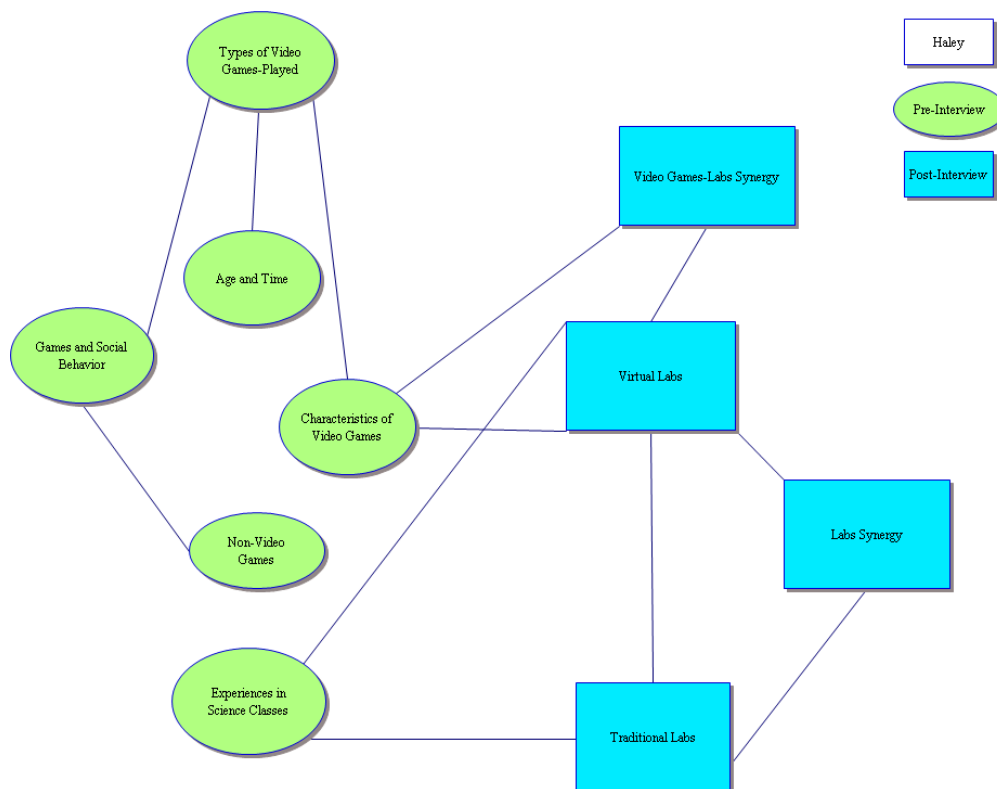 Types of Video
Games-Played
Haley
Pre-Interview
Post-Interview
Video Games-Labs Synergy
Age and Time
Games and Social
Behavior
Virtual Labs
Characteristics of
Video Games
Labs Synergy
Non-Video
Games
Experiences in
Science Classes
Traditional Labs